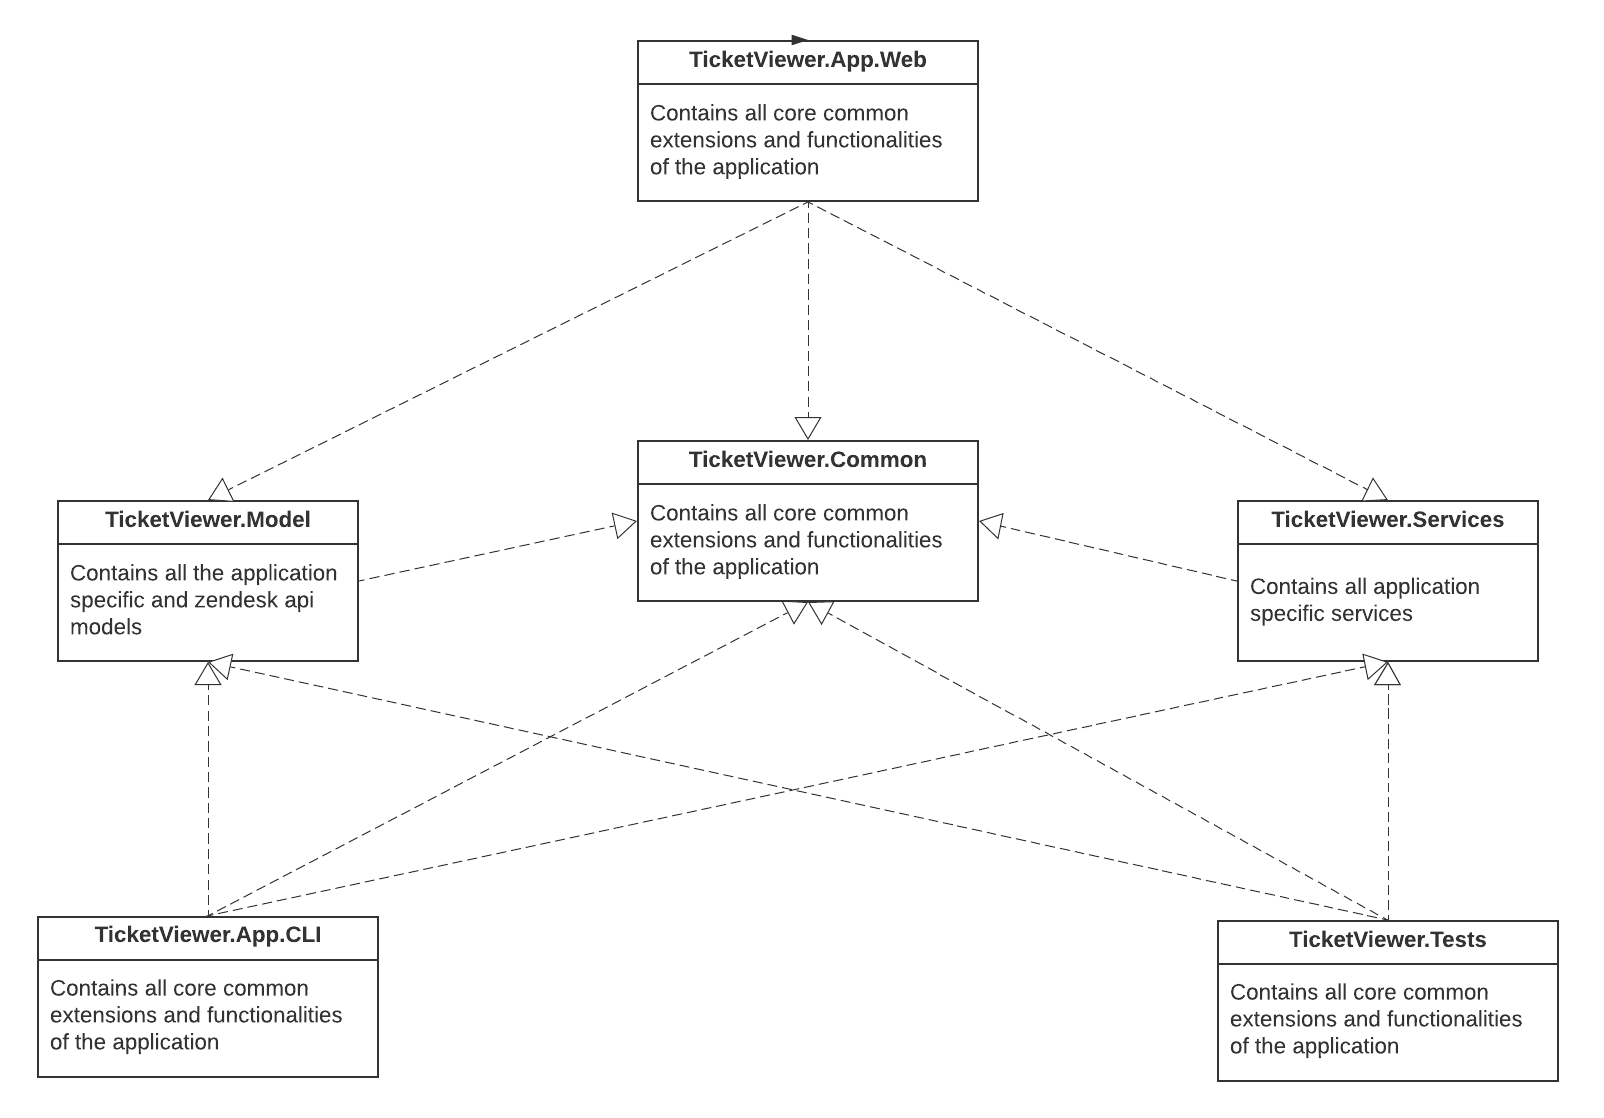 TicketViewer.App.Web
Contains all core common
extensions and functionalities
of the application
TicketViewer.Common
Contains all core common
extensions and functionalities
of the application
TicketViewer.Model
Contains all the application
specific and zendesk api
models
TicketViewer.Services
Contains all application
specific services
TicketViewer.App.CLI
Contains all core common
extensions and functionalities
of the application
TicketViewer.Tests
Contains all core common
extensions and functionalities
of the application